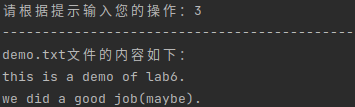 请根据提示输入您的操作：3
--------------------------------------------------
demo.txt文件的内容如下：
this is a demo of lab6.
we did a good job(maybe).